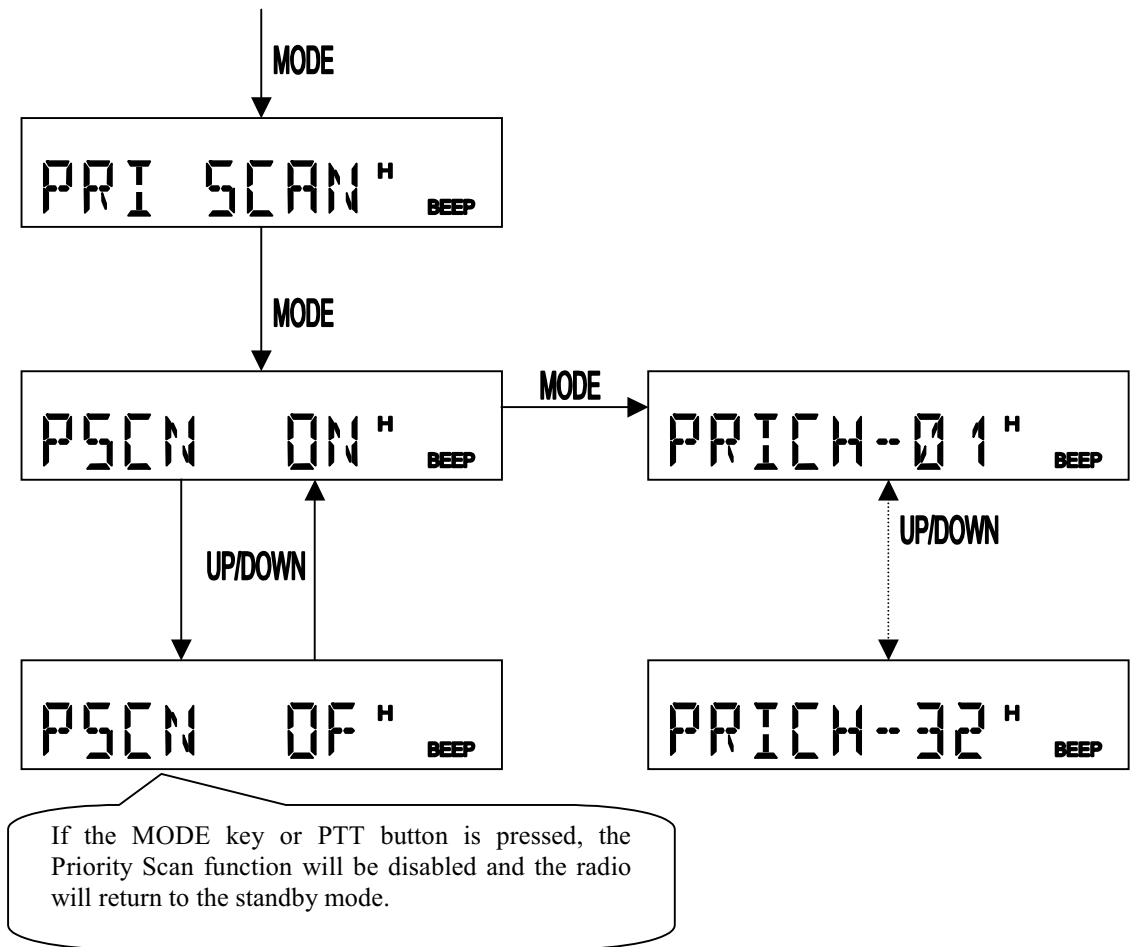 MODE
PRI SCAN H BEEP
MODE
PSCN ON H BEEP
MODE
PRICH-01 H BEEP
UP/DOWN
UP/DOWN
PSCN OF H BEEP
PRICH-32 H BEEP
If the MODE key or PTT button is pressed, the
Priority Scan function will be disabled and the radio
will return to the standby mode.